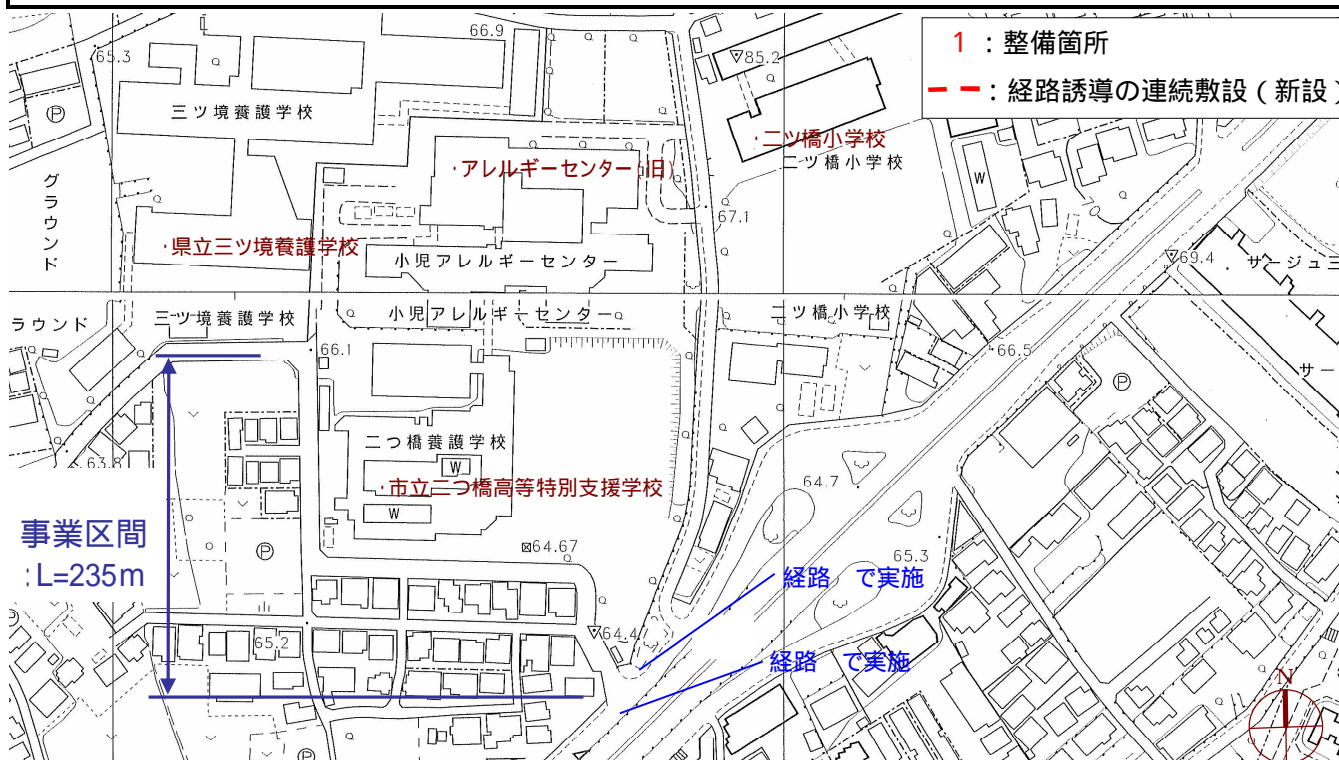 1：整備箇所
：経路誘導の連続敷設（新設）
66.9
65.3
85.2
三ツ境養護学校
・二ツ橋小学校
二ツ橋小学校
・アレルギーセンター（旧）
W
グラウンド
67.1
・県立三ツ境養護学校
小児アレルギーセンター
69.4
サージュ三
ラウンド
三ツ境養護学校
小児アレルギーセンター
二ツ橋小学校
66.1
66.5
サー
P
二つ橋養護学校
W
63.8
・市立二つ橋高等特別支援学校
64.7
W
事業区間
：L=235m
P
64.67
65.3
経路　で実施
65.2
64.4
経路　で実施
N
P